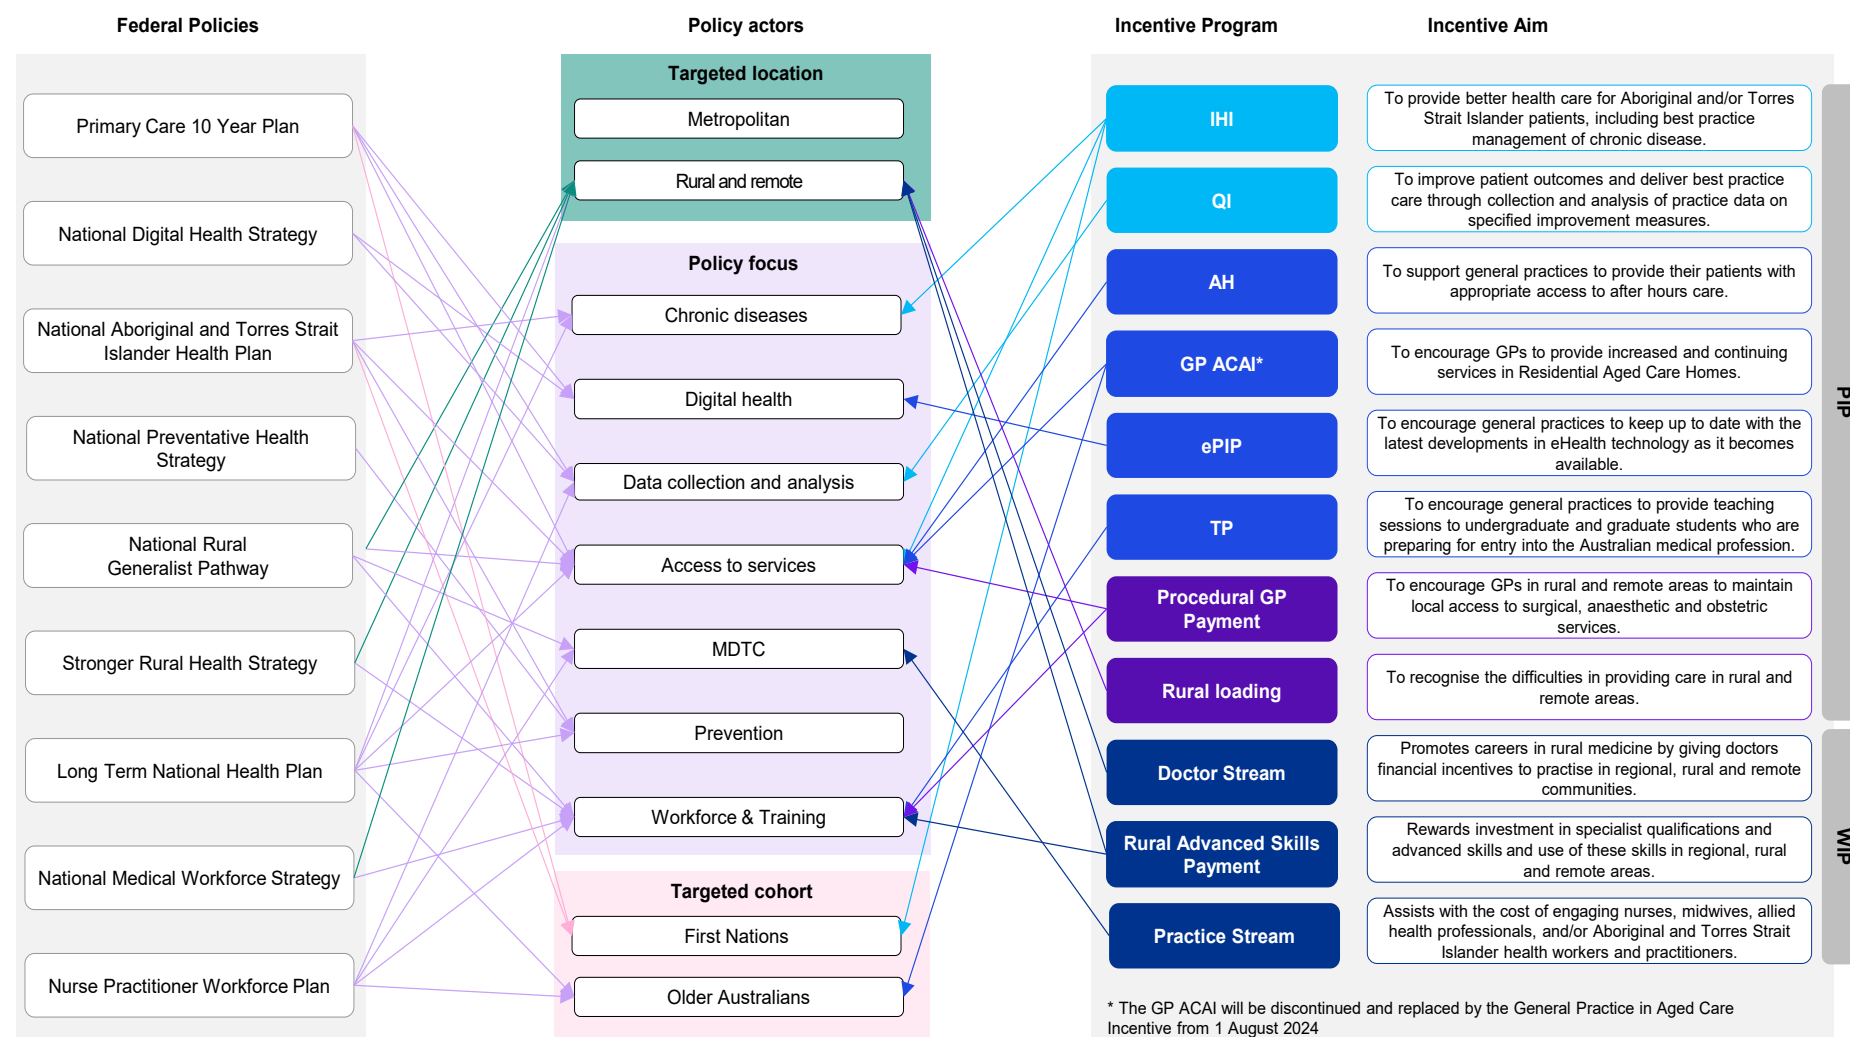 Federal Policies
Policy actors
Incentive Program
Incentive Aim
Primary Care 10 Year Plan
National Digital Health Strategy
National Aboriginal and Torres Strait
Islander Health Plan
National Preventative Health
Strategy
National Rural
Generalist Pathway
Stronger Rural Health Strategy
Long Term National Health Plan
National Medical Workforce Strategy
Nurse Practitioner Workforce Plan
Targeted location
Metropolitan
Rural and remote
Policy focus
Chronic diseases
Digital health
Data collection and analysis
Access to services
MDTC
Prevention
Workforce & Training
Targeted cohort
First Nations
Older Australians
IHI
To provide better health care for Aboriginal and/or Torres
Strait Islander patients, including best practice
management of chronic disease.
QI
To improve patient outcomes and deliver best practice
care through collection and analysis of practice data on
specified improvement measures.
AH
To support general practices to provide their patients with
appropriate access to after hours care.
GP ACAI*
To encourage GPs to provide increased and continuing
services in Residential Aged Care Homes.
ePIP
To encourage general practices to keep up to date with the
latest developments in eHealth technology as it becomes
available.
TP
To encourage general practices to provide teaching
sessions to undergraduate and graduate students who are
preparing for entry into the Australian medical profession.
Procedural GP
Payment
To encourage GPs in rural and remote areas to maintain
local access to surgical, anaesthetic and obstetric
services.
Rural loading
To recognise the difficulties in providing care in rural and
remote areas.
PIP
Doctor Stream
Promotes careers in rural medicine by giving doctors
financial incentives to practise in regional, rural and remote
communities.
Rural Advanced Skills
Payment
Rewards investment in specialist qualifications and
advanced skills and use of these skills in regional, rural
and remote areas.
Practice Stream
Assists with the cost of engaging nurses, midwives, allied
health professionals, and/or Aboriginal and Torres Strait
Islander health workers and practitioners.
WIP
* The GP ACAI will be discontinued and replaced by the General Practice in Aged Care
Incentive from 1 August 2024